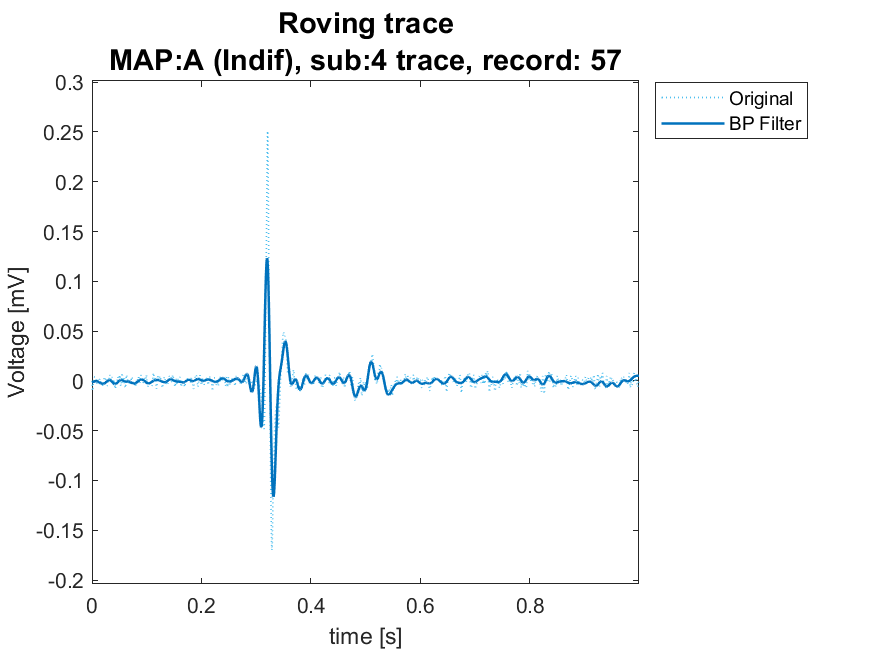 Roving trace
MAP:A (Indif), sub:4 trace, record: 57
Original
BP Filter
0.3
0.25
0.2
0.15
0.1
0.05
0
-0.05
-0.1
-0.15
-0.2
Voltage [mV]
0 0.2 0.4 0.6 0.8
time [s]